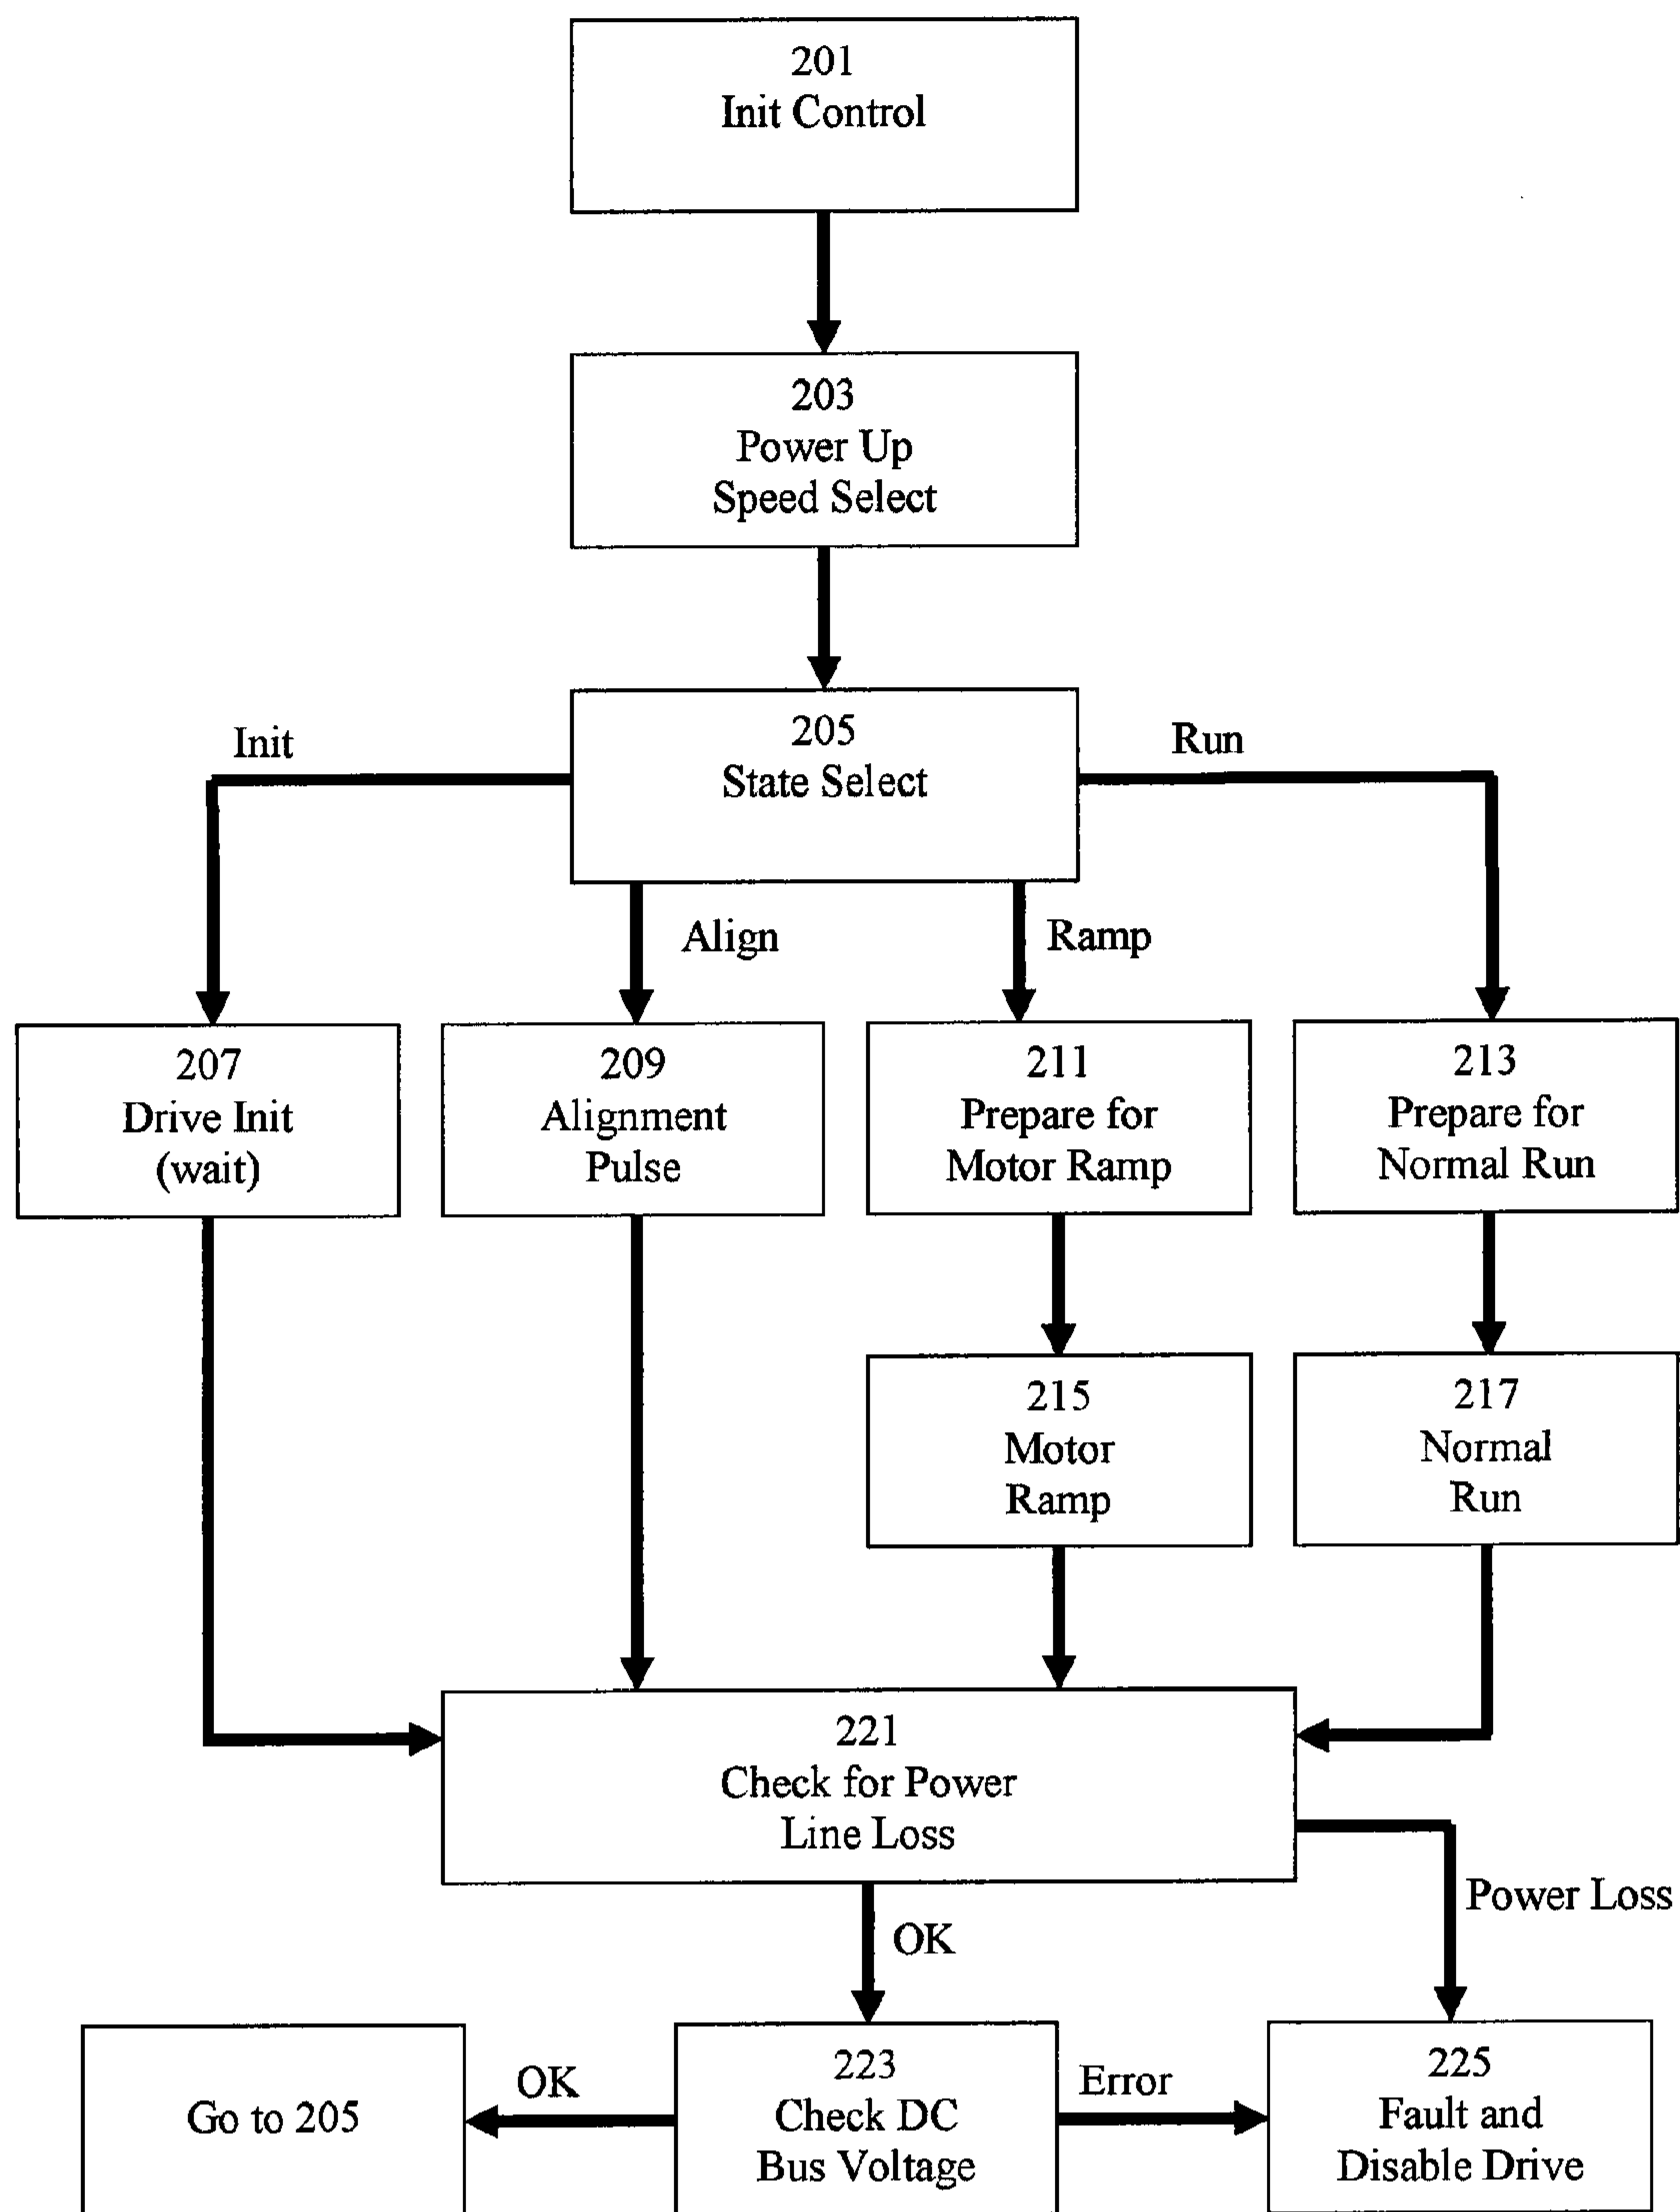 201
Init Control
203
Power Up
Speed Select
205
State Select
Init
Run
Align
Ramp
207
Drive Init
(wait)
209
Alignment
Pulse
211
Prepare for
Motor Ramp
213
Prepare for
Normal Run
215
Motor
Ramp
217
Normal
Run
221
Check for Power
Line Loss
Power Loss
OK
Go to 205
OK
223
Check DC
Bus Voltage
Error
225
Fault and
Disable Drive